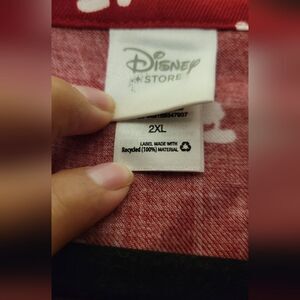 Disney
STORE
2XL
LABEL MADE WITH
Recycled (100%) MATERIAL